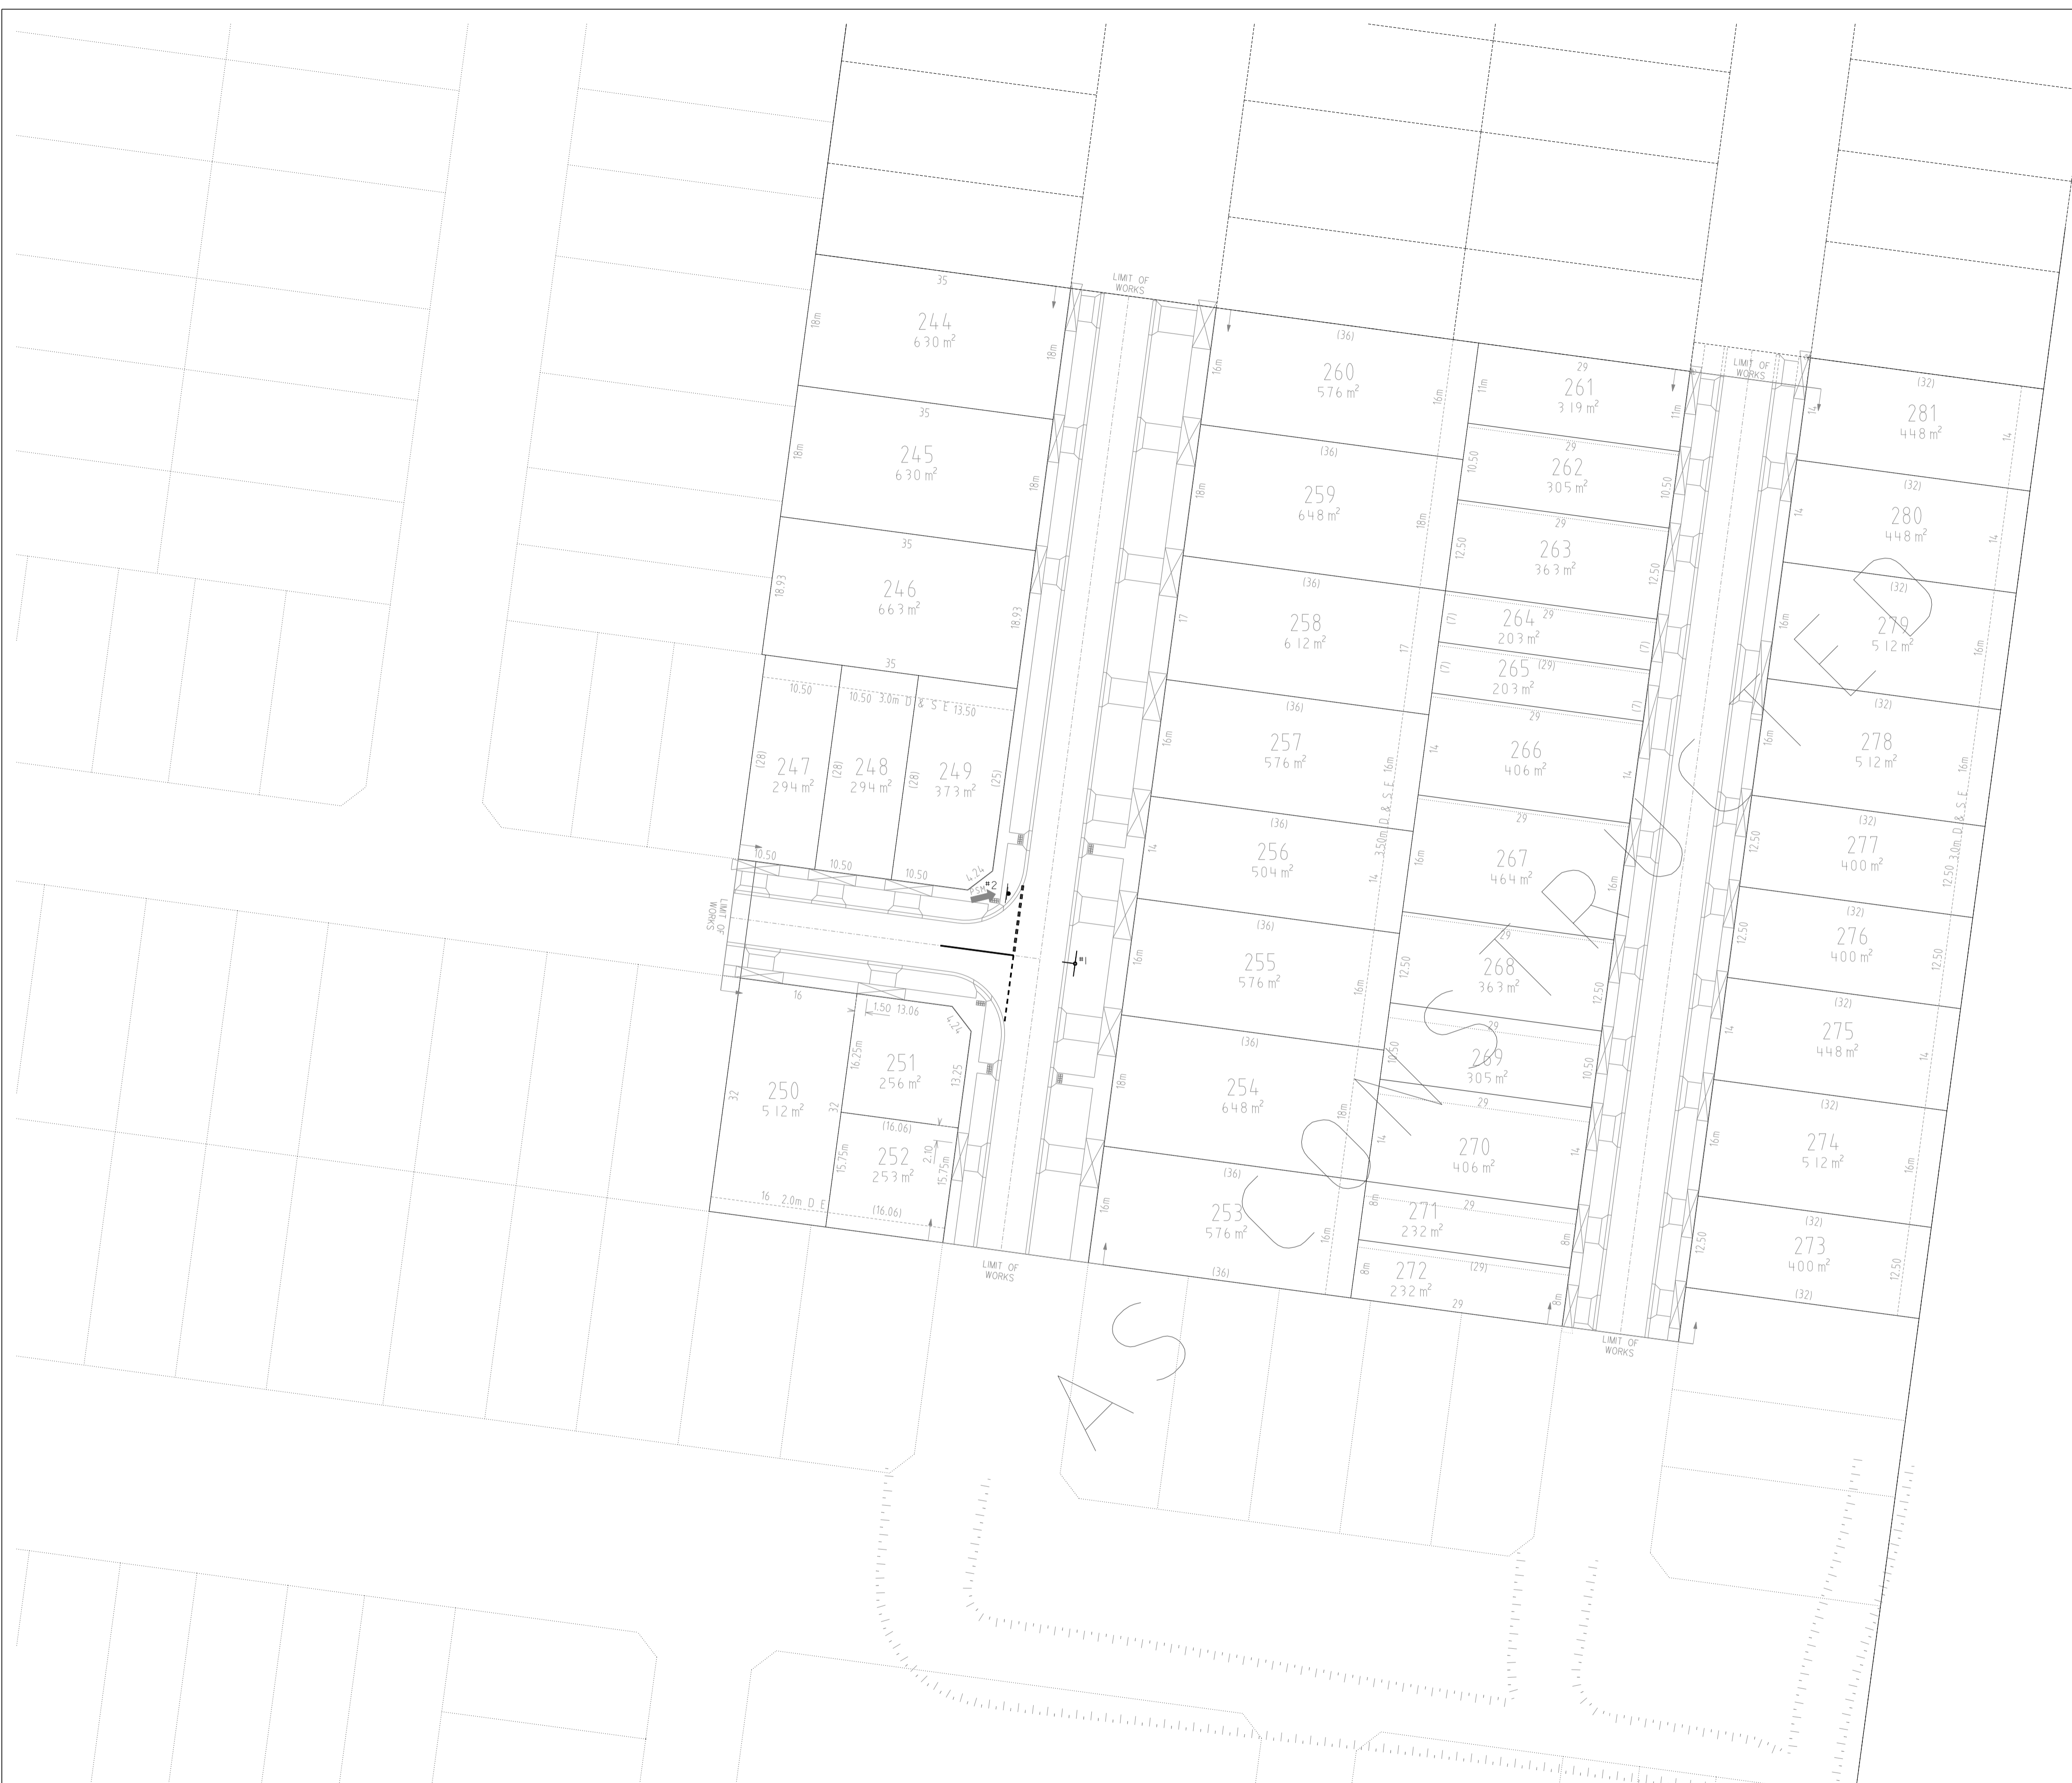 LIMIT OF
WORKS
35
18m
244
630 m²
18m
35
18m
245
630 m²
18m
35
18.93
246
663 m²
18.93
35
10.50
10.50
3.0m D & S E
13.50
(28)
247
294 m²
(28)
248
294 m²
(28)
249
373 m²
(25)
10.50
10.50
10.50
4.24
PSM
#2
#1
LIMIT OF
WORKS
16
1.50
13.06
4.24
32
250
512 m²
32
16.25m
251
256 m²
13.25
(16.06)
15.75m
252
253 m²
2.10
15.75m
16
2.0m D E
(16.06)
LIMIT OF
WORKS
(36)
16m
260
576 m²
16m
(36)
18m
259
648 m²
18m
(36)
17
258
612 m²
17
(36)
16m
257
576 m²
16m
(36)
14
256
504 m²
14
3.50m D & S E
(36)
16m
255
576 m²
16m
(36)
18m
254
648 m²
18m
(36)
16m
253
576 m²
16m
(36)
29
11m
261
319 m²
11m
29
10.50
262
305 m²
10.50
29
12.50
263
363 m²
12.50
29
(7)
264
203 m²
(7)
(29)
(7)
265
203 m²
(7)
29
14
266
406 m²
14
29
16m
267
464 m²
16m
29
12.50
268
363 m²
12.50
29
10.50
269
305 m²
10.50
29
14
270
406 m²
14
29
8m
271
232 m²
8m
(29)
8m
272
232 m²
8m
29
LIMIT OF
WORKS
LIMIT OF
WORKS
(32)
14
281
448 m²
14
(32)
14
280
448 m²
14
(32)
16m
279
512 m²
16m
(32)
16m
278
512 m²
16m
(32)
12.50
277
400 m²
12.50
3.0m D & S E
(32)
12.50
276
400 m²
12.50
(32)
14
275
448 m²
14
(32)
16m
274
512 m²
16m
(32)
12.50
273
400 m²
12.50
(32)
AS CONSTRUCTED